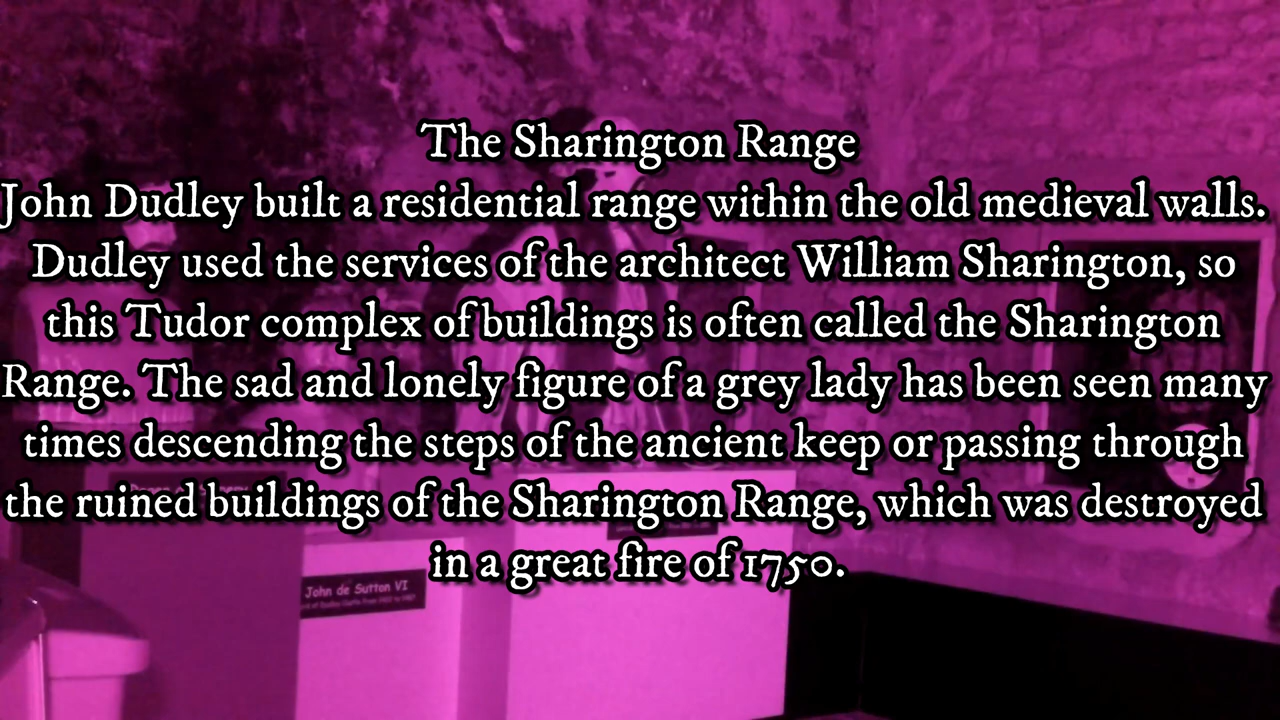 The Sharington Range
John Dudley built a residential range within the old medieval walls.
Dudley used the services of the architect William Sharington, so
this Tudor complex of buildings is often called the Sharington
Range. The sad and lonely figure of a grey lady has been seen many
times descending the steps of the ancient keep or passing through
the ruined buildings of the Sharington Range, which was destroyed
in a great fire of 1750.
John de Sutton VI